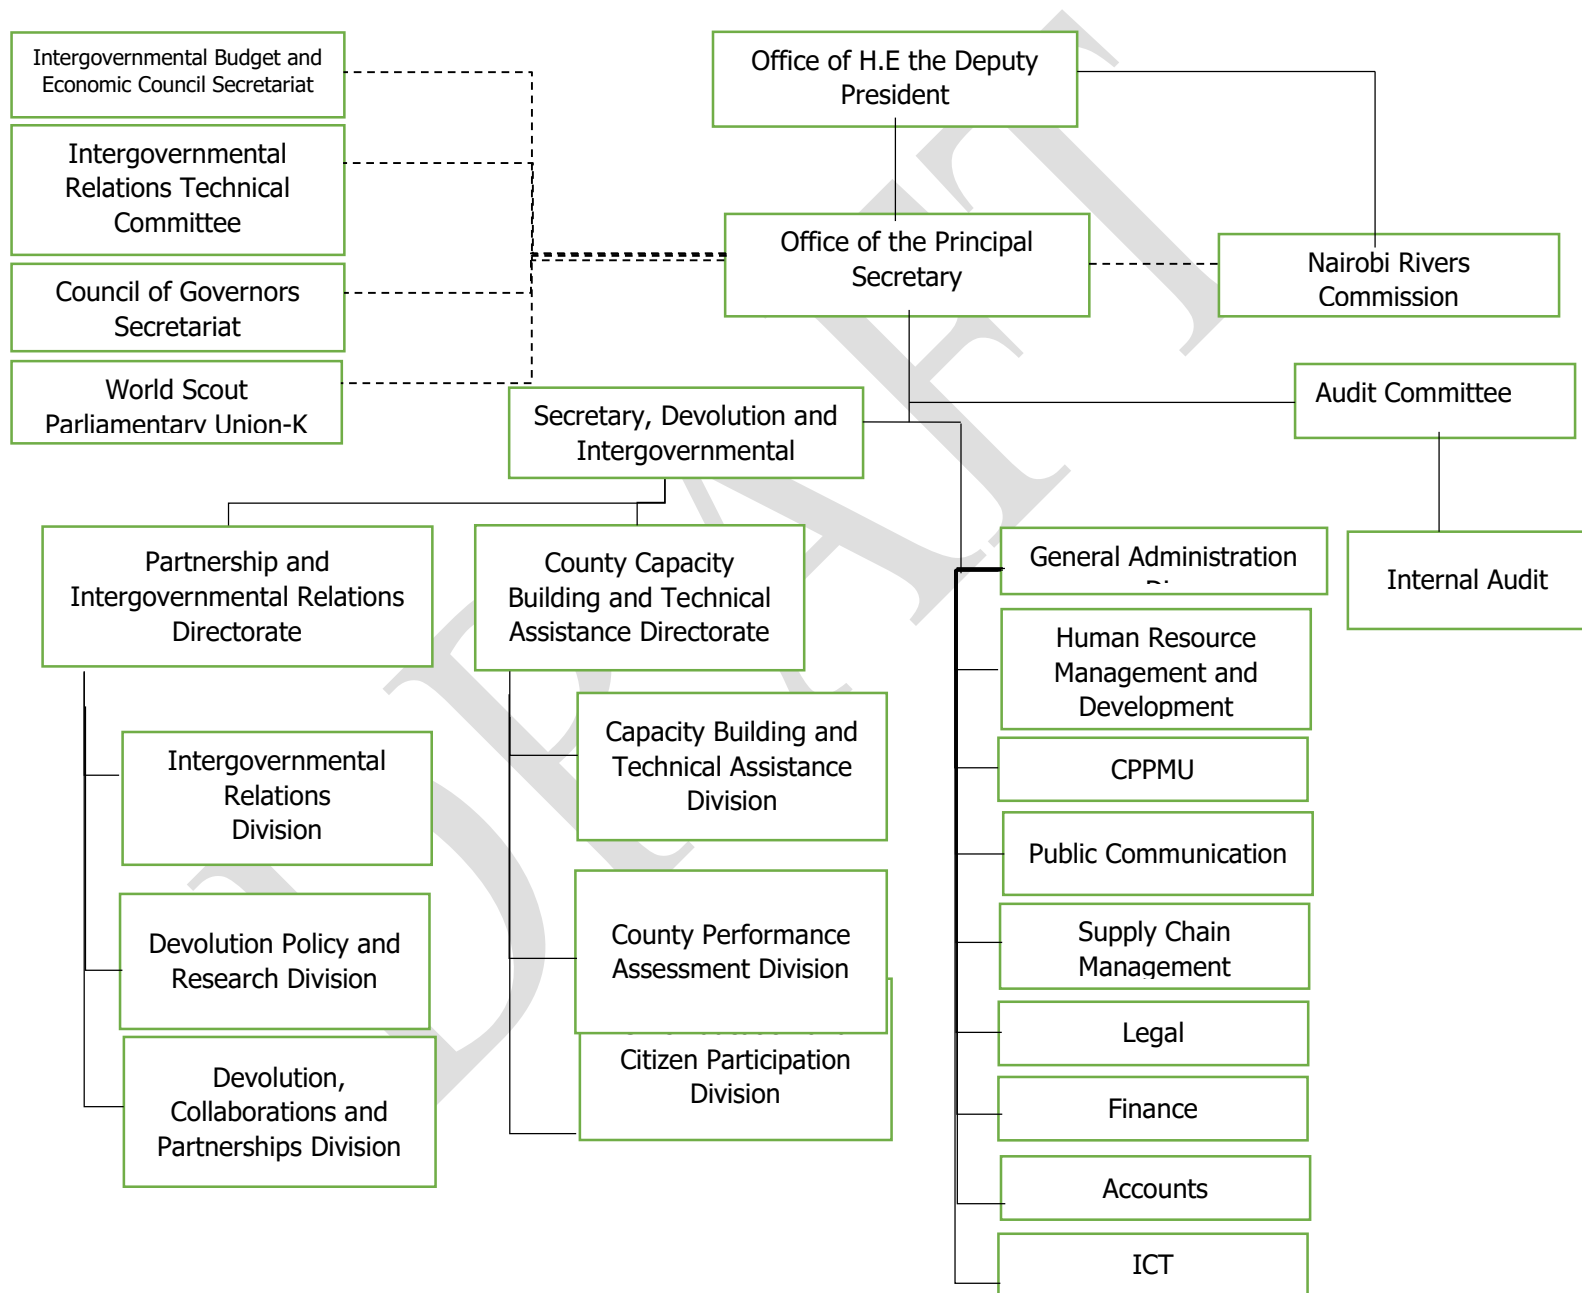 Intergovernmental Budget and
Economic Council Secretariat
Office of H.E the Deputy
President
Intergovernmental
Relations Technical
Committee
Office of the Principal
Secretary
Nairobi Rivers
Commission
Council of Governors
Secretariat
World Scout
Parliamentary Union-K
Secretary, Devolution and
Intergovernmental
Audit Committee
Partnership and
Intergovernmental Relations
Directorate
County Capacity
Building and Technical
Assistance Directorate
General Administration
Internal Audit
Human Resource
Management and
Development
Intergovernmental
Relations
Division
Capacity Building and
Technical Assistance
Division
CPPMU
Public Communication
Devolution Policy and
Research Division
County Performance
Assessment Division
Supply Chain
Management
Legal
Devolution,
Collaborations and
Partnerships Division
Citizen Participation
Division
Finance
Accounts
ICT
DRAFT